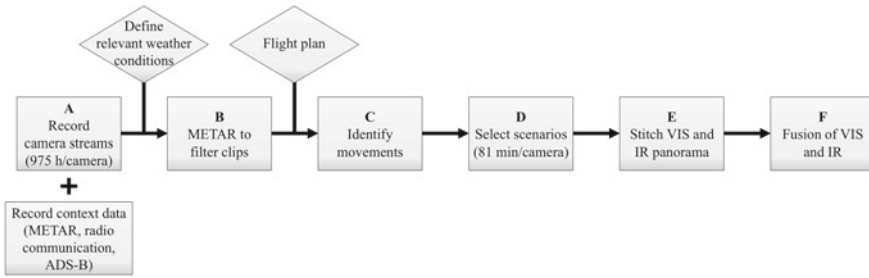 Define
relevant weather
conditions
Flight plan
A
Record
camera streams
(975 h/camera)
B
METAR to
filter clips
C
Identify
movements
D
Select scenarios
(81 min/camera)
E
Stitch VIS and
IR panorama
F
Fusion of VIS
and IR
+
Record context data
(METAR, radio
communication,
ADS-B)